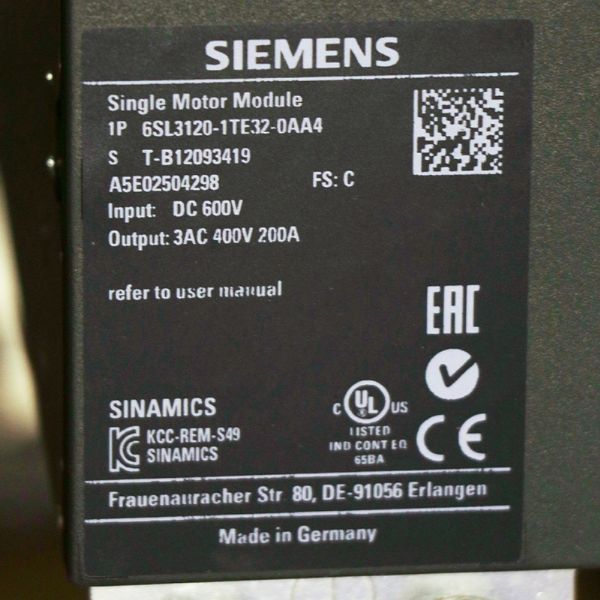 SIEMENS
Single Motor Module
1P 6SL3120-1TE32-0AA4
S T-B12093419
A5E02504298 FS: C
Input: DC 600V
Output: 3AC 400V 200A
refer to user manual
EAC
SINAMICS
KCC-REM-S49
SINAMICS
C UL US
LISTED
IND CONT EQ
65BA
CE
Frauenauracher Str. 80, DE-91056 Erlangen
Made in Germany